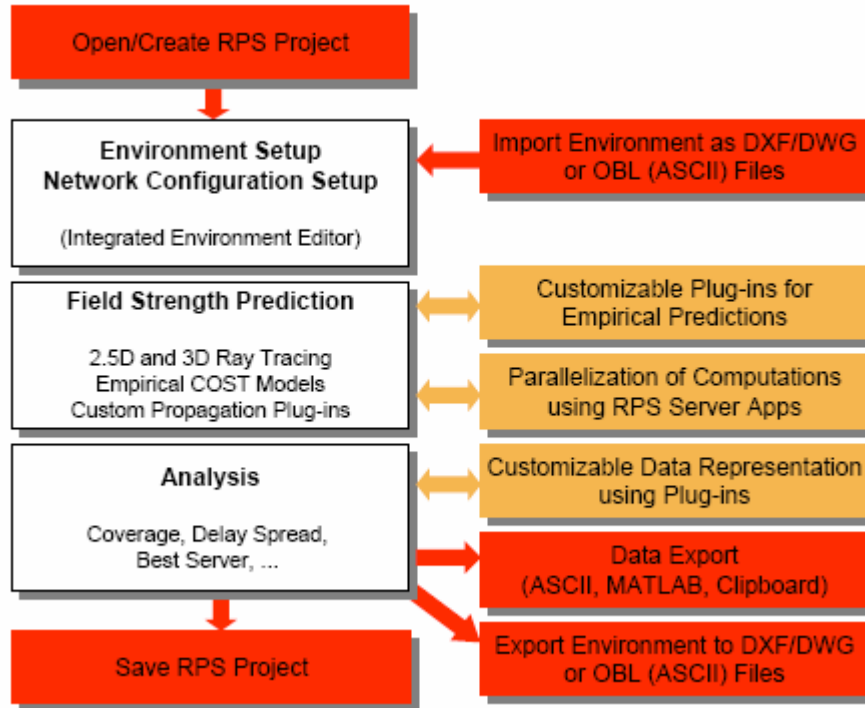 Open/Create RPS Project
Environment Setup
Network Configuration Setup
(Integrated Environment Editor)
Import Environment as DXF/DWG
or OBL (ASCII) Files
Field Strength Prediction
2.5D and 3D Ray Tracing
Empirical COST Models
Custom Propagation Plug-ins
Customizable Plug-ins for
Empirical Predictions
Parallelization of Computations
using RPS Server Apps
Analysis
Coverage, Delay Spread,
Best Server, ...
Customizable Data Representation
using Plug-ins
Data Export
(ASCII, MATLAB, Clipboard)
Save RPS Project
Export Environment to DXF/DWG
or OBL (ASCII) Files